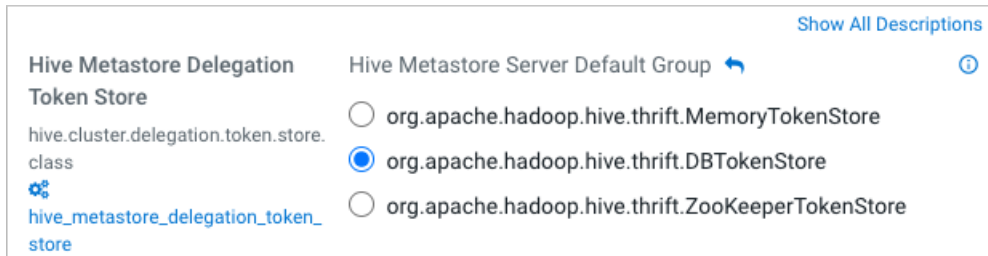 Show All Descriptions
Hive Metastore Delegation
Token Store
hive.cluster.delegation.token.store.
class
hive_metastore_delegation_token_
store
Hive Metastore Server Default Group
org.apache.hadoop.hive.thrift.MemoryTokenStore
org.apache.hadoop.hive.thrift.DBTokenStore
org.apache.hadoop.hive.thrift.ZooKeeperTokenStore